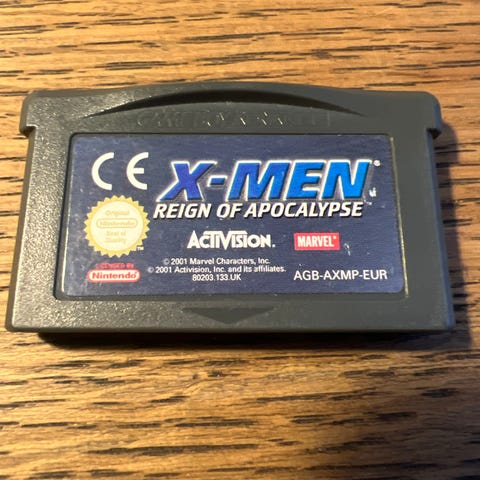 GAME BOY ADVANCE
CE
X-MEN®
REIGN OF APOCALYPSE™
Original
Nintendo
Seal of
Quality
ACTIVISION.
MARVEL®
LICENSED BY
Nintendo
© 2001 Marvel Characters, Inc.
© 2001 Activision, Inc. and its affiliates.
80203.133.UK
AGB-AXMP-EUR